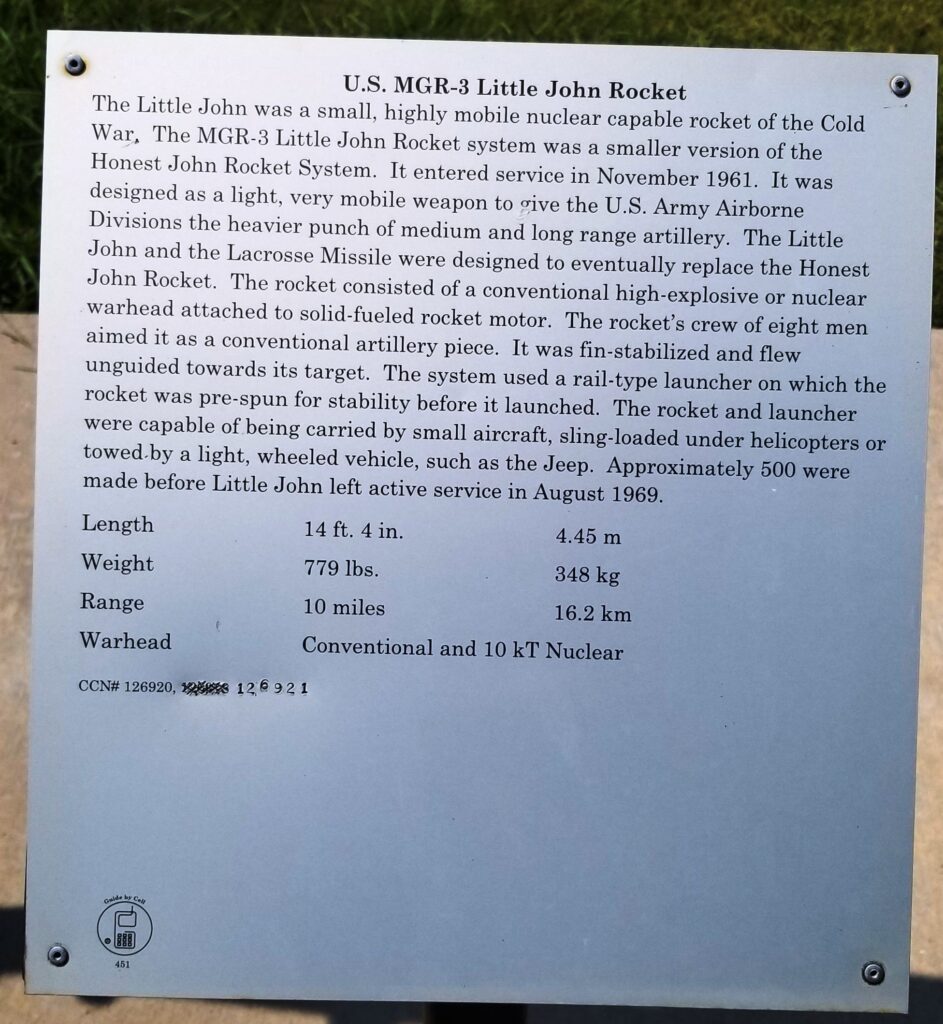 U.S. MGR-3 Little John Rocket
The Little John was a small, highly mobile nuclear capable rocket of the Cold
War. The MGR-3 Little John Rocket system was a smaller version of the
Honest John Rocket System. It entered service in November 1961. It was
designed as a light, very mobile weapon to give the U.S. Army Airborne
Divisions the heavier punch of medium and long range artillery. The Little
John and the Lacrosse Missile were designed to eventually replace the Honest
John Rocket. The rocket consisted of a conventional high-explosive or nuclear
warhead attached to solid-fueled rocket motor. The rocket's crew of eight men
aimed it as a conventional artillery piece. It was fin-stabilized and flew
unguided towards its target. The system used a rail-type launcher on which the
rocket was pre-spun for stability before it launched. The rocket and launcher
were capable of being carried by small aircraft, sling-loaded under helicopters or
towed by a light, wheeled vehicle, such as the Jeep. Approximately 500 were
made before Little John left active service in August 1969.
Length 14 ft. 4 in. 4.45 m
Weight 779 lbs. 348 kg
Range 10 miles 16.2 km
Warhead Conventional and 10 kT Nuclear
CCN# 126920, 126921
Guide by Cell
451